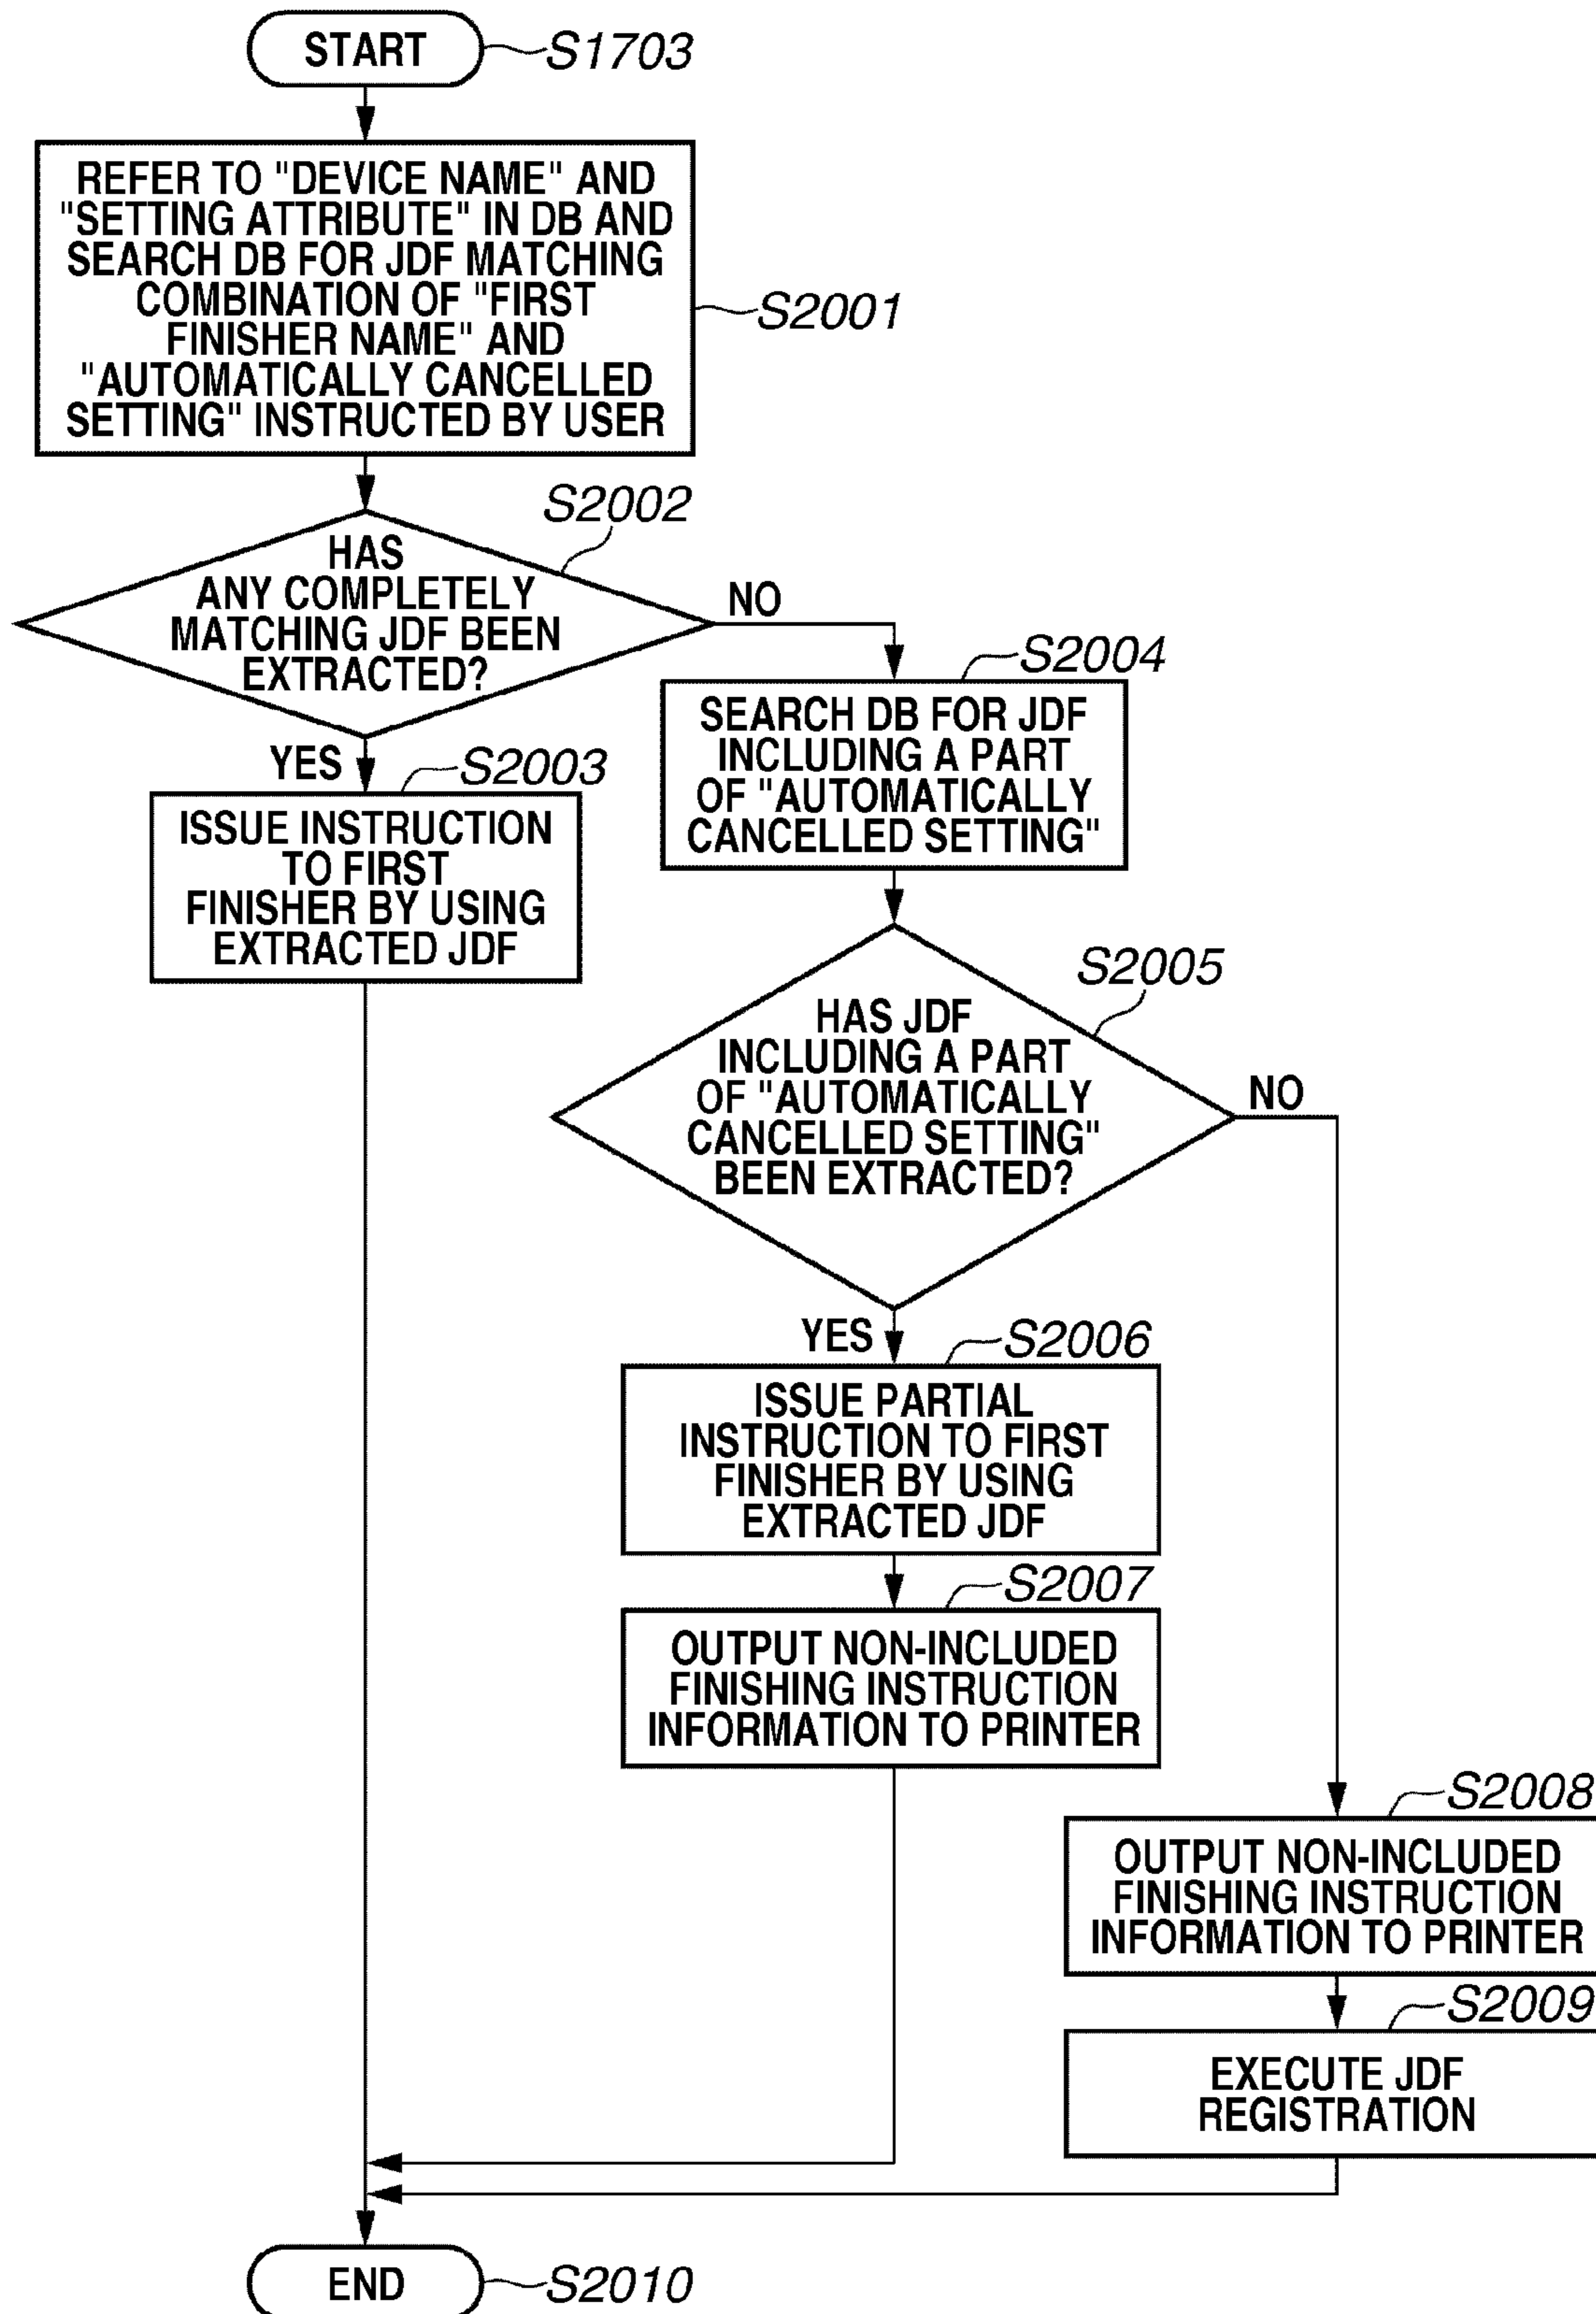 START
S1703
REFER TO "DEVICE NAME" AND
"SETTING ATTRIBUTE" IN DB AND
SEARCH DB FOR JDF MATCHING
COMBINATION OF "FIRST
FINISHER NAME" AND
"AUTOMATICALLY CANCELLED
SETTING" INSTRUCTED BY USER
S2001
S2002
HAS
ANY COMPLETELY
MATCHING JDF BEEN
EXTRACTED?
NO
YES
S2003
ISSUE INSTRUCTION
TO FIRST
FINISHER BY USING
EXTRACTED JDF
S2004
SEARCH DB FOR JDF
INCLUDING A PART
OF "AUTOMATICALLY
CANCELLED SETTING"
S2005
HAS JDF
INCLUDING A PART
OF "AUTOMATICALLY
CANCELLED SETTING"
BEEN EXTRACTED?
NO
YES
S2006
ISSUE PARTIAL
INSTRUCTION TO FIRST
FINISHER BY USING
EXTRACTED JDF
S2007
OUTPUT NON-INCLUDED
FINISHING INSTRUCTION
INFORMATION TO PRINTER
S2008
OUTPUT NON-INCLUDED
FINISHING INSTRUCTION
INFORMATION TO PRINTER
S2009
EXECUTE JDF
REGISTRATION
END
S2010